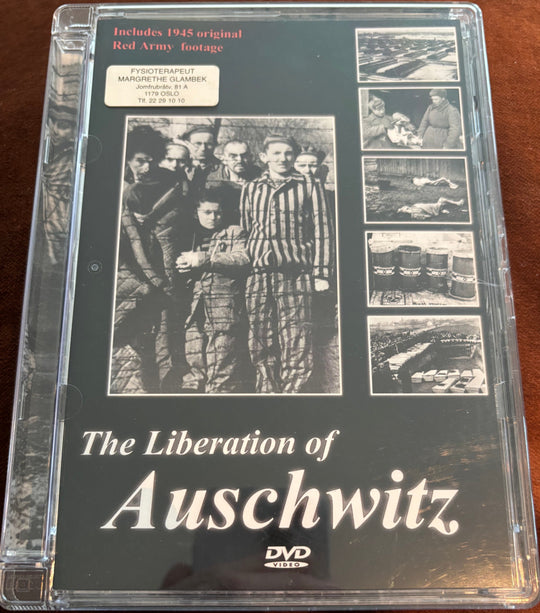 Includes 1945 original
Red Army footage
FYSIOTERAPEUT
MARGRETHE GLAMBEK
Jomfrubråtv. 81 A
1179 OSLO
Tlf. 22 29 10 10
The Liberation of
Auschwitz
DVD
VIDEO